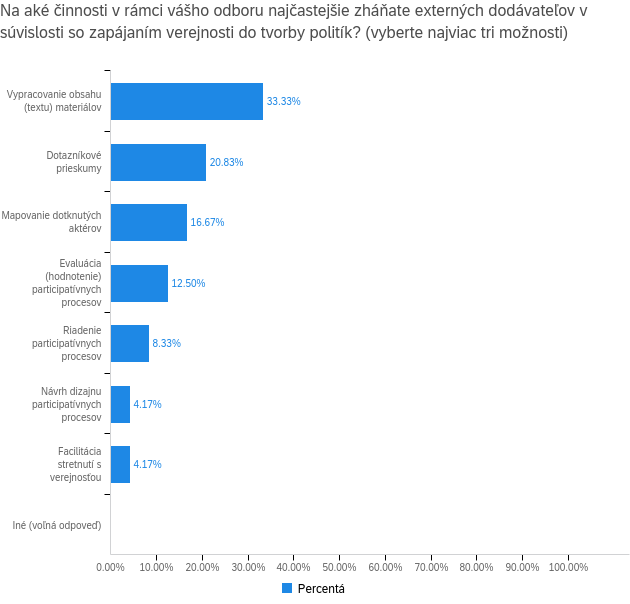 Na aké činnosti v rámci vášho odboru najčastejšie zháňate externých dodávateľov v
súvislosti so zapájaním verejnosti do tvorby politík? (vyberte najviac tri možnosti)
Vypracovanie obsahu
(textu) materiálov
33.33%
Dotazníkové
prieskumy
20.83%
Mapovanie dotknutých
aktérov
16.67%
Evaluácia
(hodnotenie)
participatívnych
procesov
12.50%
Riadenie
participatívnych
procesov
8.33%
Návrh dizajnu
participatívnych
procesov
4.17%
Facilitácia
stretnutí s
verejnosťou
4.17%
Iné (voľná odpoveď)
0.00% 10.00% 20.00% 30.00% 40.00% 50.00% 60.00% 70.00% 80.00% 90.00% 100.00%
Percentá